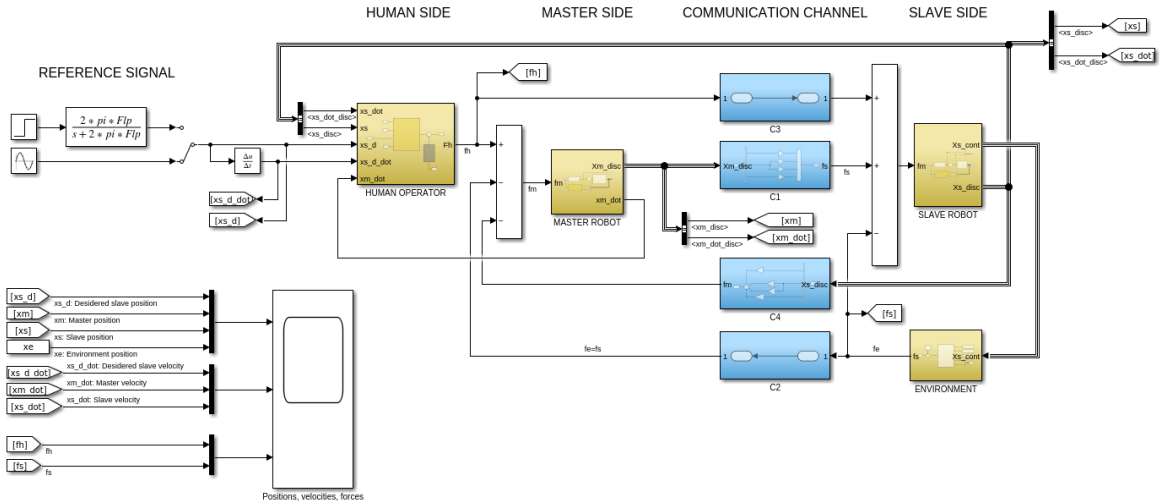 HUMAN SIDE
MASTER SIDE
COMMUNICATION CHANNEL
SLAVE SIDE
<xs_disc>
[xs]
<xs_dot_disc>
[xs_dot]
REFERENCE SIGNAL
[fh]
2 * pi * Flp
s + 2 * pi * Flp
<xs_dot_disc>
<xs_disc>
xs_dot
xs
xs_d
xs_d_dot
xm_dot
Fh
fh
HUMAN OPERATOR
Δu
Δt
[xs_d_dot]
[xs_d]
+
−
−
fm
fm
Xm_disc
xm_dot
MASTER ROBOT
1
1
C3
Xm_disc
fs
fs
C1
<xm_disc>
[xm]
<xm_dot_disc>
[xm_dot]
+
+
−
fm
Xs_cont
Xs_disc
SLAVE ROBOT
fm
Xs_disc
C4
[fs]
fe=fs
1
1
C2
fe
fs
Xs_cont
ENVIRONMENT
[xs_d]
xs_d: Desidered slave position
[xm]
xm: Master position
[xs]
xs: Slave position
xe
xe: Environment position
[xs_d_dot]
xs_d_dot: Desidered slave velocity
[xm_dot]
xm_dot: Master velocity
[xs_dot]
xs_dot: Slave velocity
[fh]
fh
[fs]
fs
Positions, velocities, forces